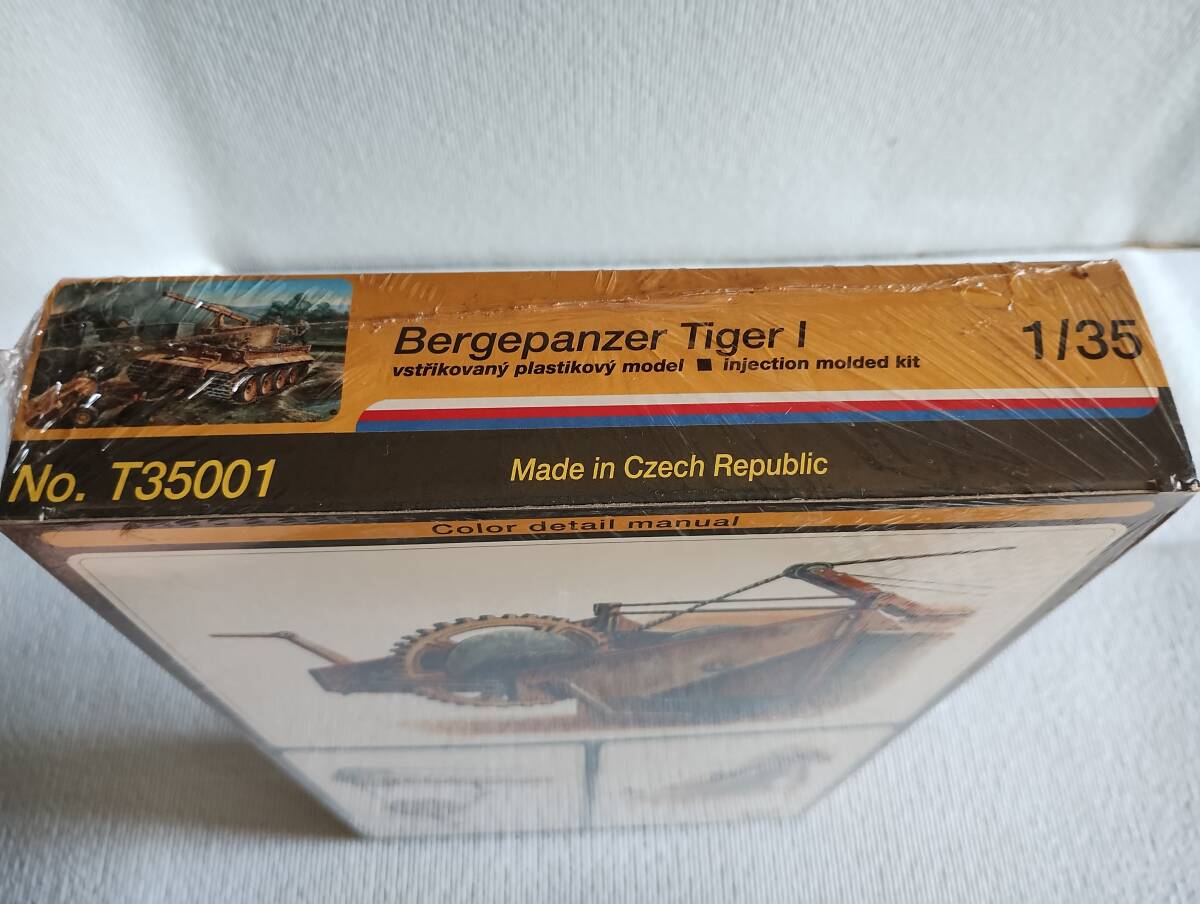 Bergepanzer Tiger I
1/35
vstřikovaný plastikový model ■ injection molded kit
No. T35001
Made in Czech Republic
Color detail manual